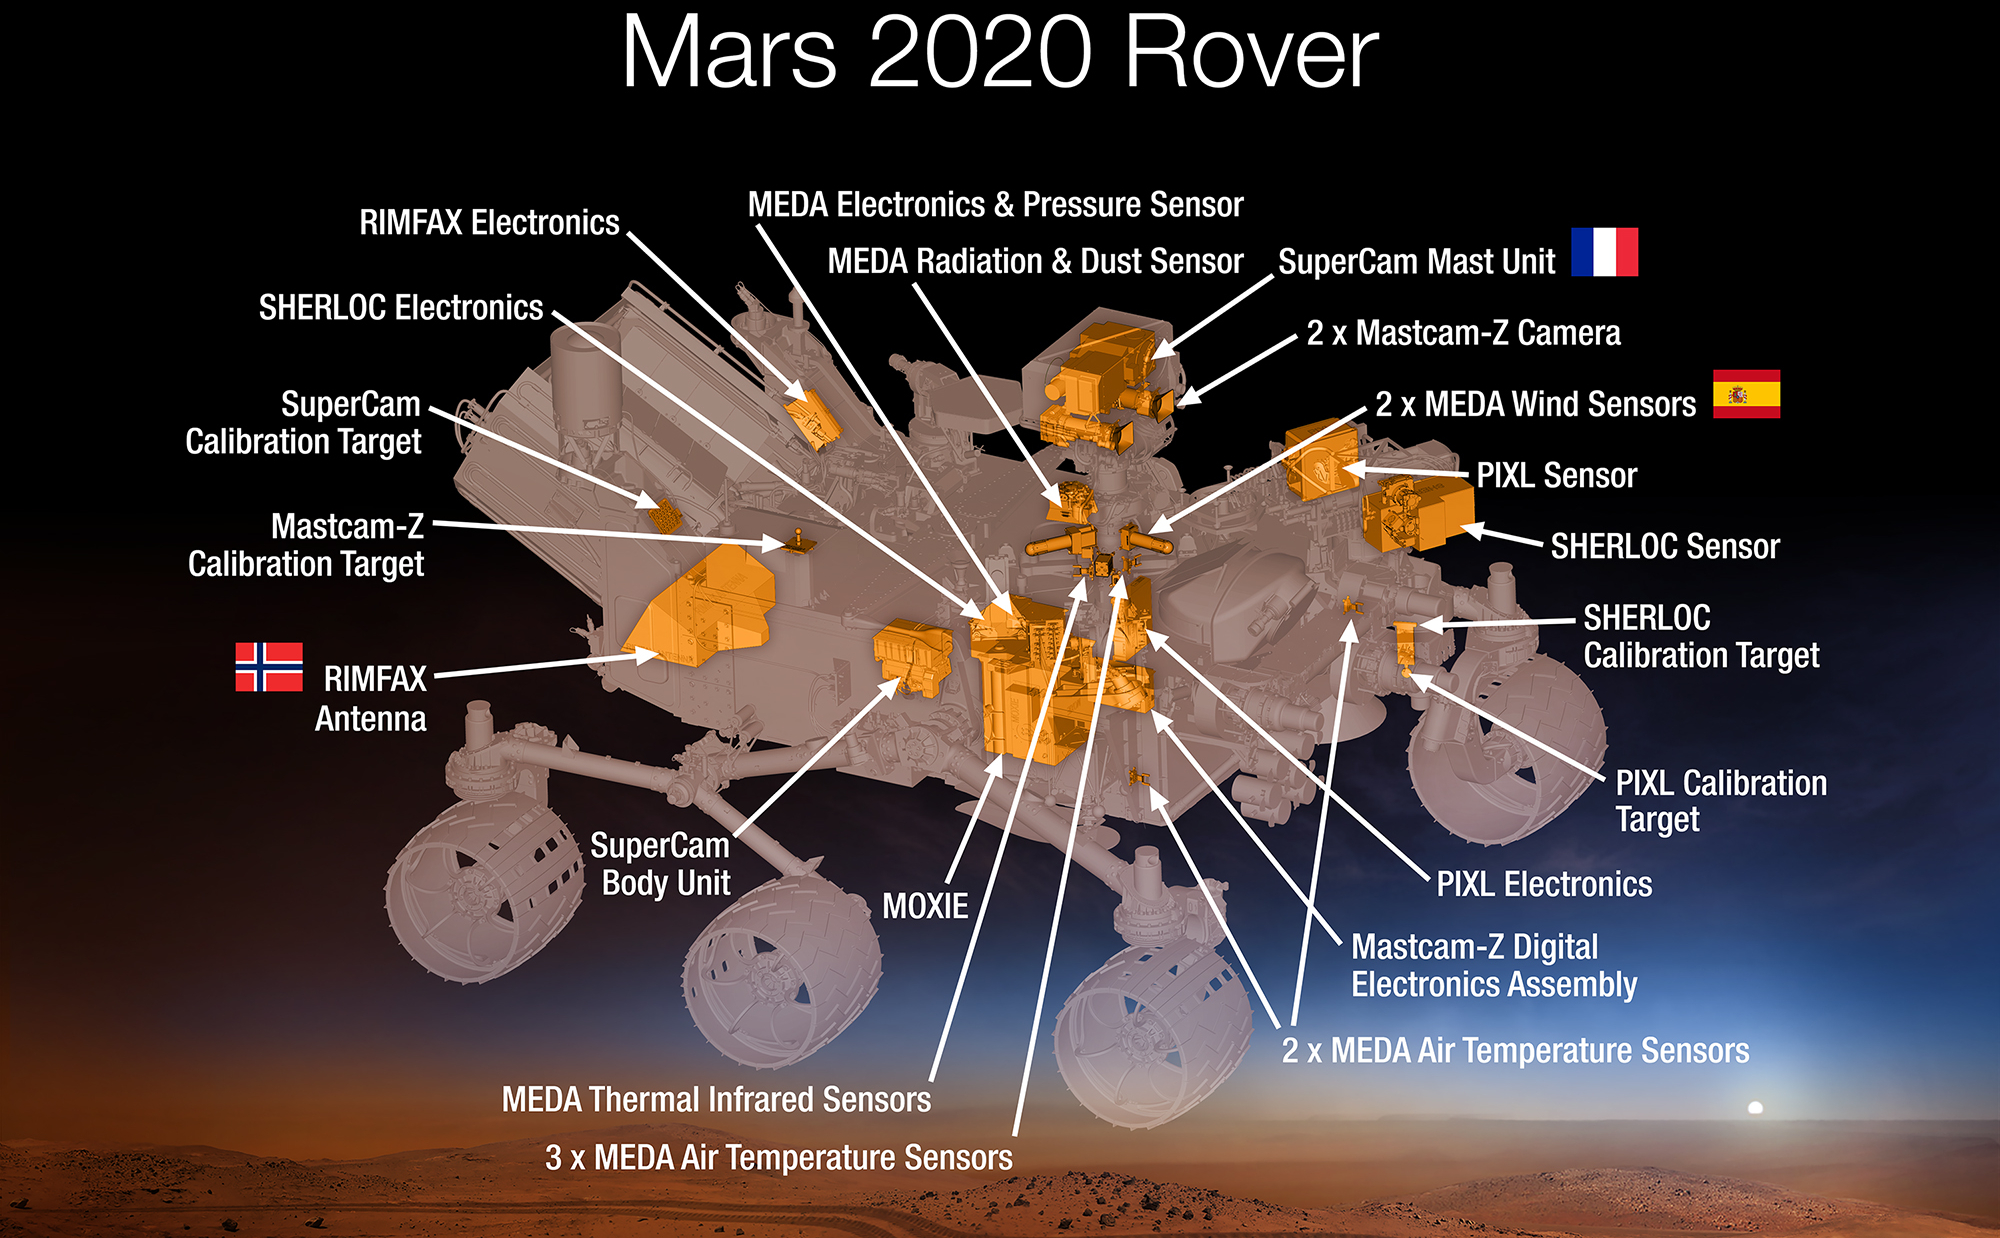 Mars 2020 Rover
RIMFAX Electronics
MEDA Electronics & Pressure Sensor
MEDA Radiation & Dust Sensor
SuperCam Mast Unit
SHERLOC Electronics
2 x Mastcam-Z Camera
SuperCam
Calibration Target
2 x MEDA Wind Sensors
PIXL Sensor
Mastcam-Z
Calibration Target
SHERLOC Sensor
SHERLOC
Calibration Target
RIMFAX
Antenna
PIXL Calibration
Target
SuperCam
Body Unit
MOXIE
PIXL Electronics
Mastcam-Z Digital
Electronics Assembly
2 x MEDA Air Temperature Sensors
MEDA Thermal Infrared Sensors
3 x MEDA Air Temperature Sensors